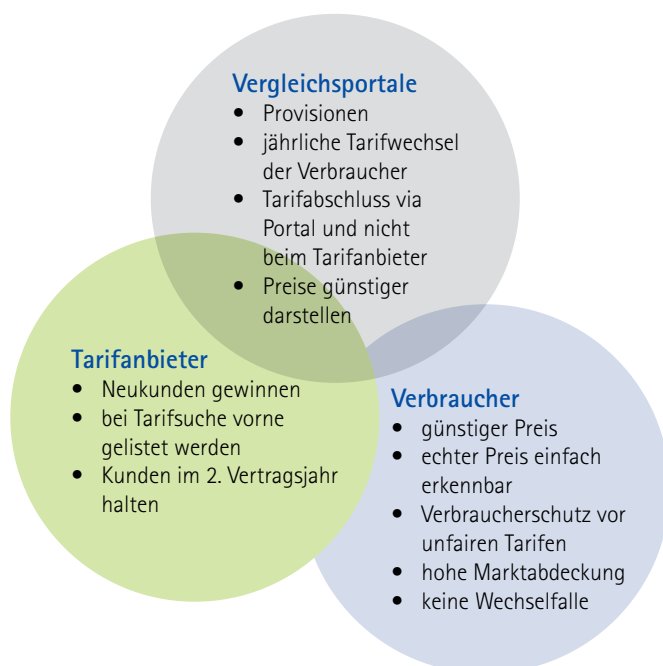 Vergleichsportale
• Provisionen
• jährliche Tarifwechsel
der Verbraucher
• Tarifabschluss via
Portal und nicht
beim Tarifanbieter
• Preise günstiger
darstellen
Tarifanbieter
• Neukunden gewinnen
• bei Tarifsuche vorne
gelistet werden
• Kunden im 2. Vertragsjahr
halten
Verbraucher
• günstiger Preis
• echter Preis einfach
erkennbar
• Verbraucherschutz vor
unfairen Tarifen
• hohe Marktabdeckung
• keine Wechselfalle